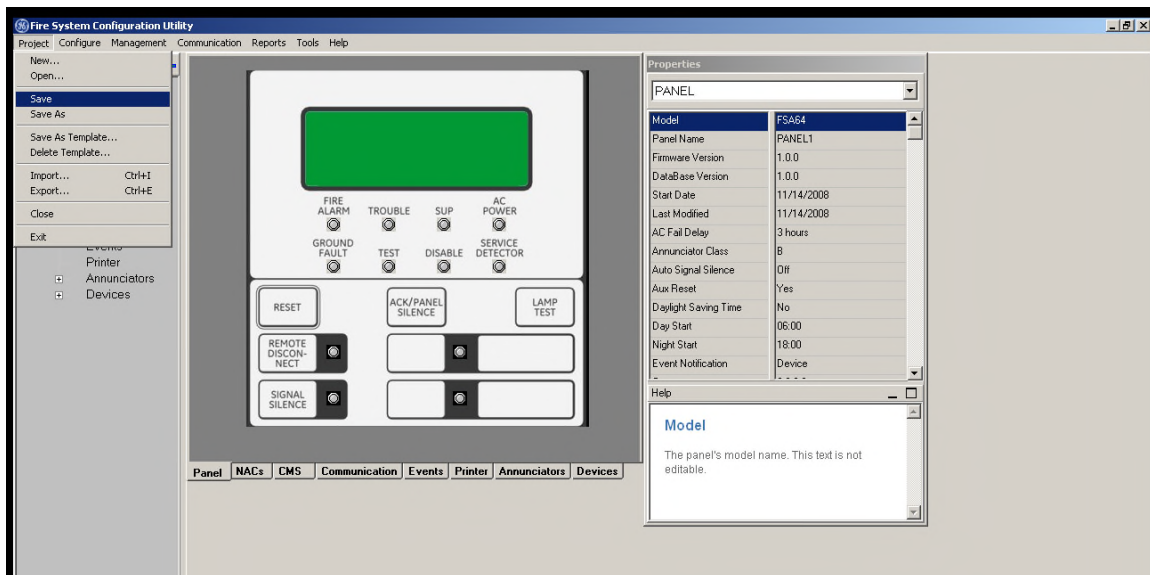 Fire System Configuration Utility
Project Configure Management Communication Reports Tools Help
New...
Open...
Save
Save As
Save As Template...
Delete Template...
Import... Ctrl+I
Export... Ctrl+E
Close
Exit
Events
Printer
Annunciators
Devices
FIRE ALARM
TROUBLE
SUP
AC POWER
GROUND FAULT
TEST
DISABLE
SERVICE DETECTOR
RESET
ACK/PANEL SILENCE
LAMP TEST
REMOTE DISCON- NECT
SIGNAL SILENCE
Panel NACs CMS Communication Events Printer Annunciators Devices
Properties
PANEL
Model FSA64
Panel Name PANEL1
Firmware Version 1.0.0
DataBase Version 1.0.0
Start Date 11/14/2008
Last Modified 11/14/2008
AC Fail Delay 3 hours
Annunciator Class B
Auto Signal Silence Off
Aux Reset Yes
Daylight Saving Time No
Day Start 06:00
Night Start 18:00
Event Notification Device
Help
Model
The panel's model name. This text is not
editable.